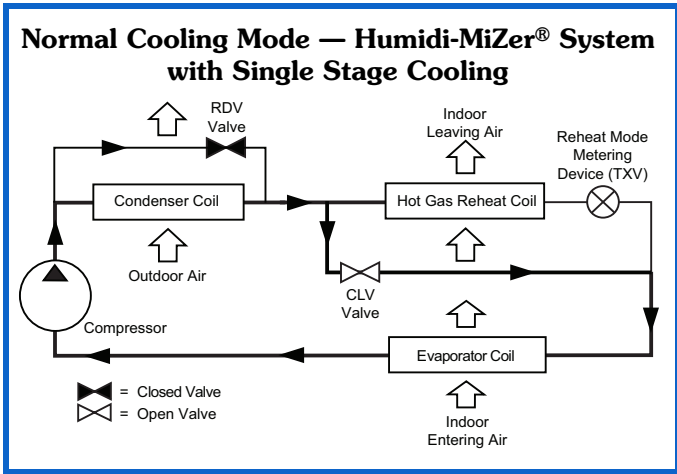 Normal Cooling Mode — Humidi-MiZer® System
with Single Stage Cooling
RDV
Valve
Indoor
Leaving Air
Reheat Mode
Metering
Device (TXV)
Condenser Coil
Hot Gas Reheat Coil
Outdoor Air
CLV
Valve
Compressor
Evaporator Coil
= Closed Valve
= Open Valve
Indoor
Entering Air